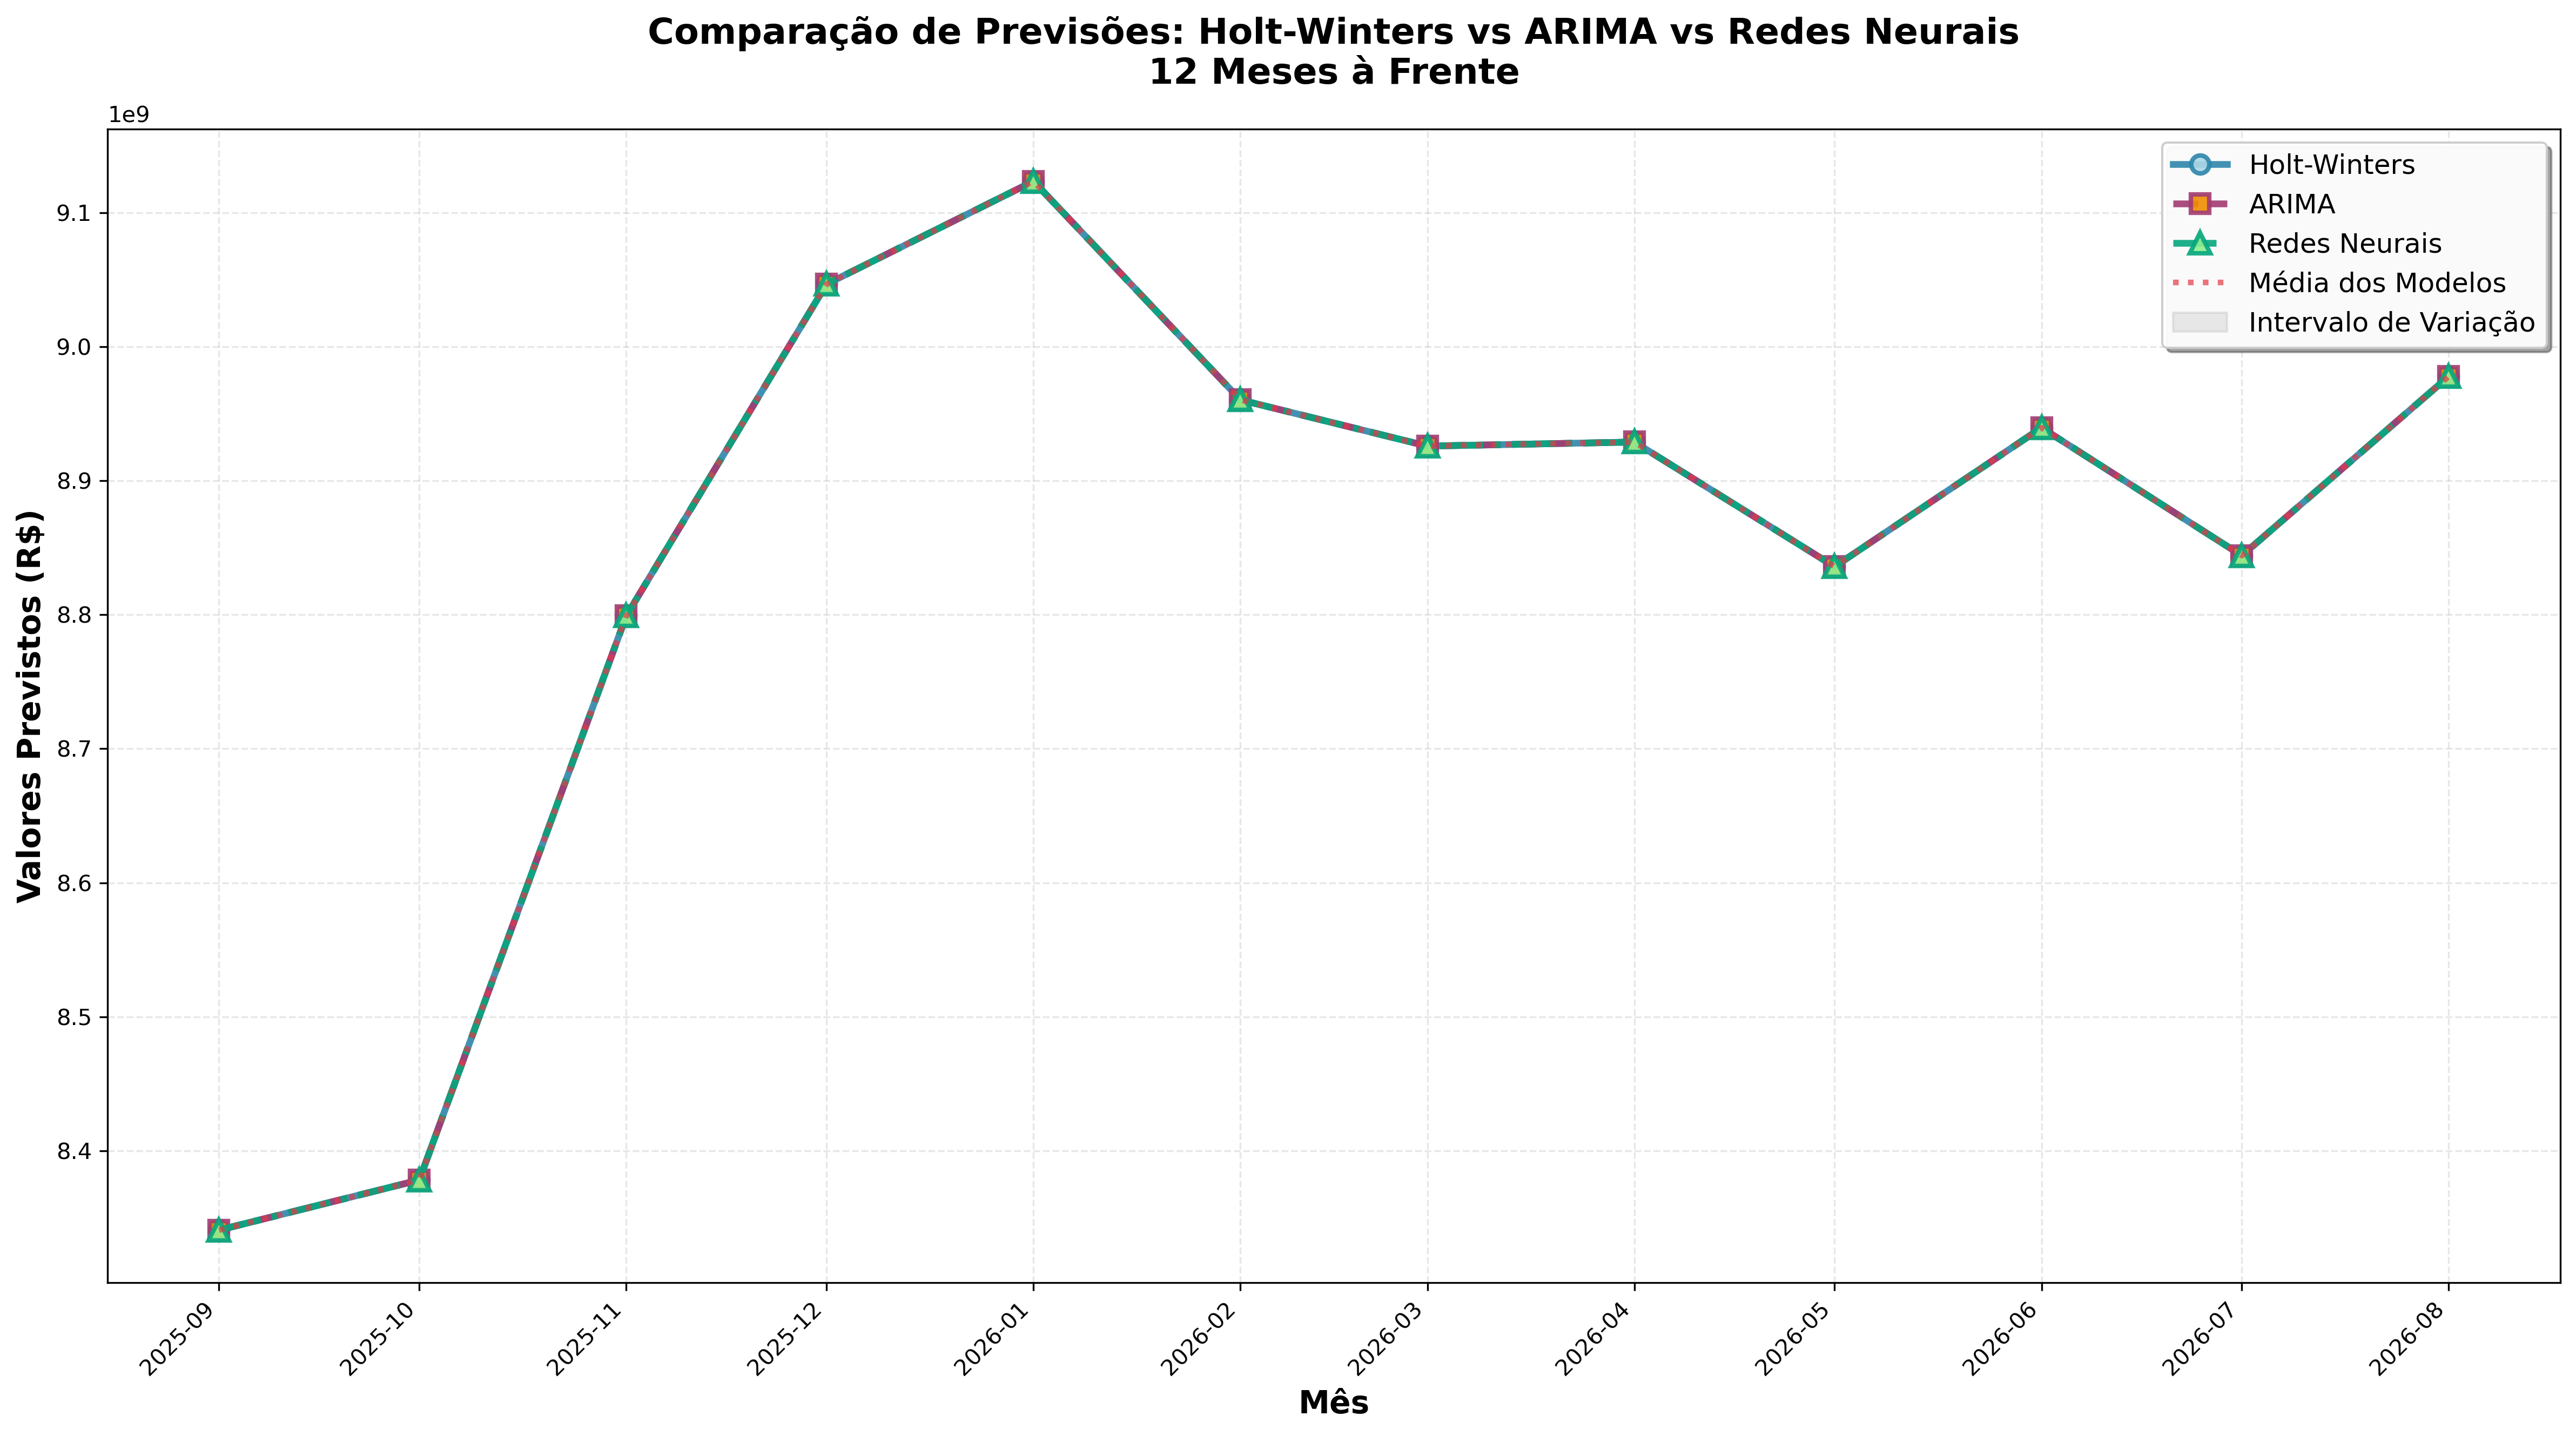 Comparação de Previsões: Holt-Winters vs ARIMA vs Redes Neurais
12 Meses à Frente
1e9
Holt-Winters
ARIMA
Redes Neurais
Média dos Modelos
Intervalo de Variação
Valores Previstos (R$)
9.1
9.0
8.9
8.8
8.7
8.6
8.5
8.4
2025-09
2025-10
2025-11
2025-12
2026-01
2026-02
2026-03
2026-04
2026-05
2026-06
2026-07
2026-08
Mês